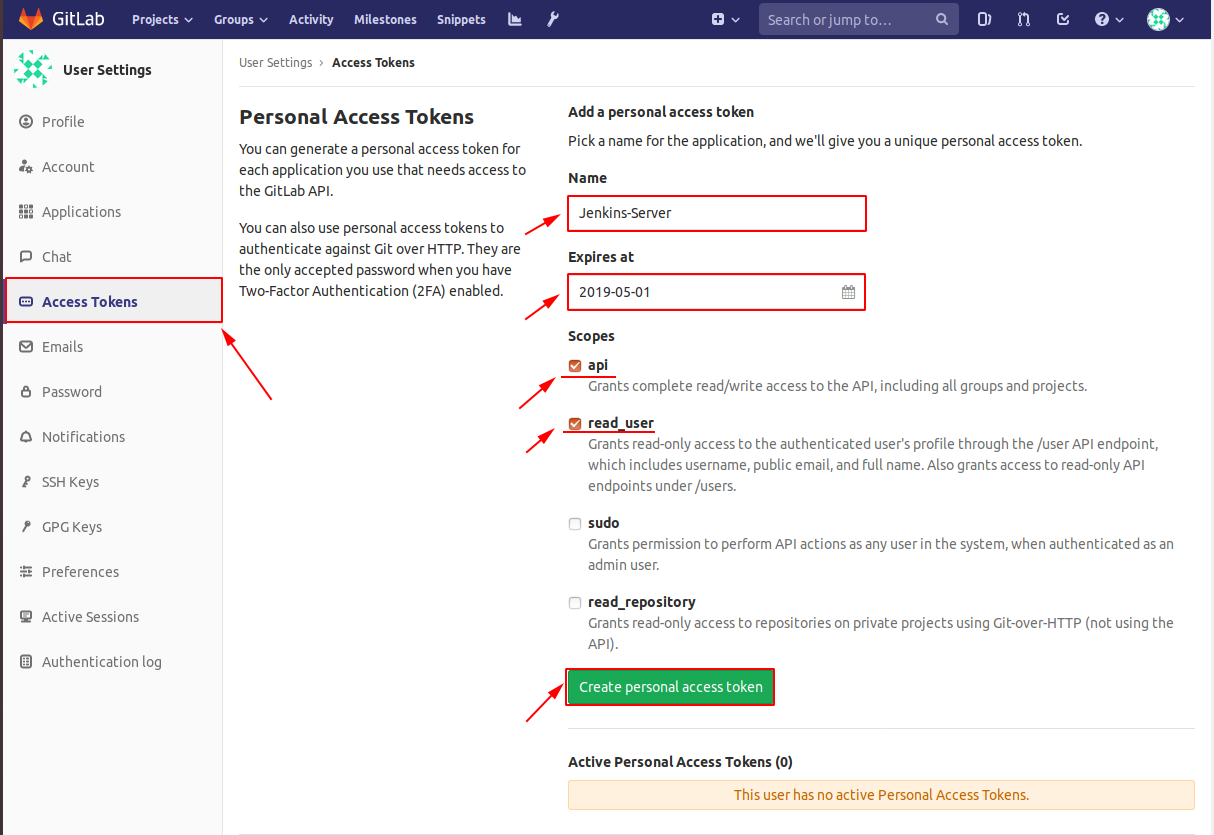 GitLab Projects Groups Activity Milestones Snippets Search or jump to...
User Settings
Profile
Account
Applications
Chat
Access Tokens
Emails
Password
Notifications
SSH Keys
GPG Keys
Preferences
Active Sessions
Authentication log
User Settings › Access Tokens
Personal Access Tokens
You can generate a personal access token for
each application you use that needs access to
the GitLab API.
You can also use personal access tokens to
authenticate against Git over HTTP. They are
the only accepted password when you have
Two-Factor Authentication (2FA) enabled.
Add a personal access token
Pick a name for the application, and we'll give you a unique personal access token.
Name
Jenkins-Server
Expires at
2019-05-01
Scopes
api
Grants complete read/write access to the API, including all groups and projects.
read_user
Grants read-only access to the authenticated user's profile through the /user API endpoint,
which includes username, public email, and full name. Also grants access to read-only API
endpoints under /users.
sudo
Grants permission to perform API actions as any user in the system, when authenticated as an
admin user.
read_repository
Grants read-only access to repositories on private projects using Git-over-HTTP (not using the
API).
Create personal access token
Active Personal Access Tokens (0)
This user has no active Personal Access Tokens.